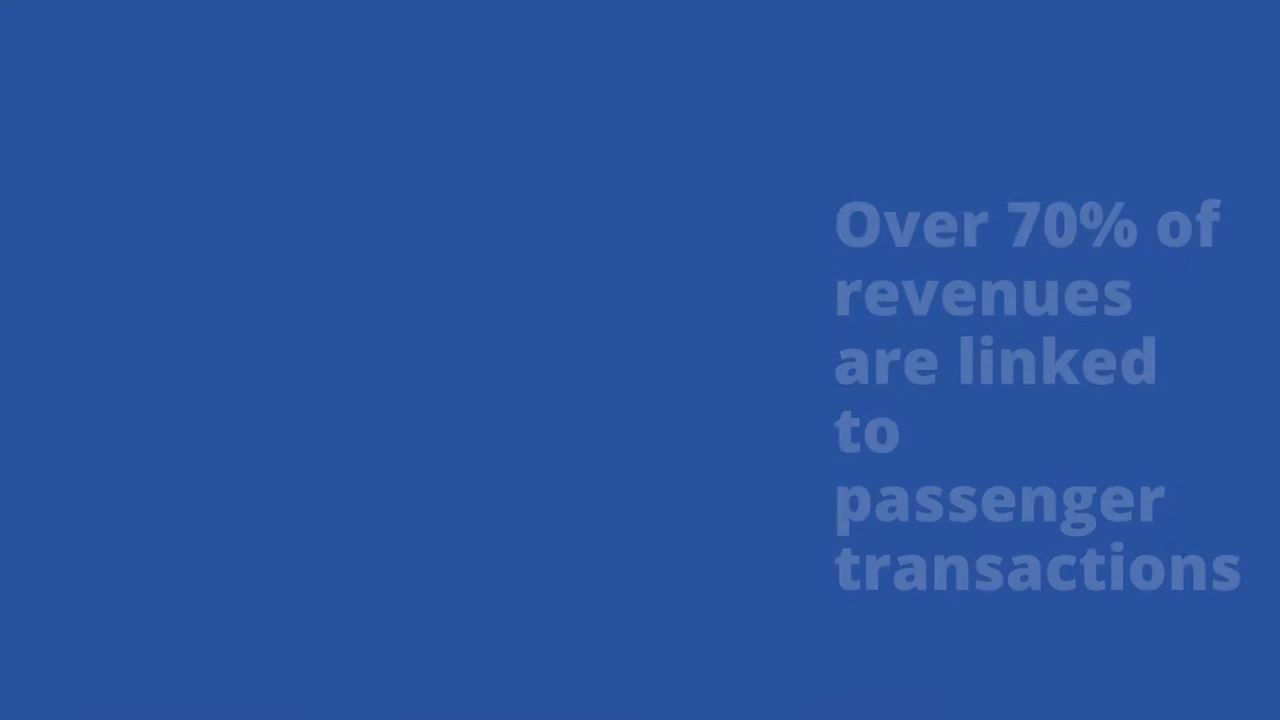 Over 70% of
revenues
are linked
to
passenger
transactions